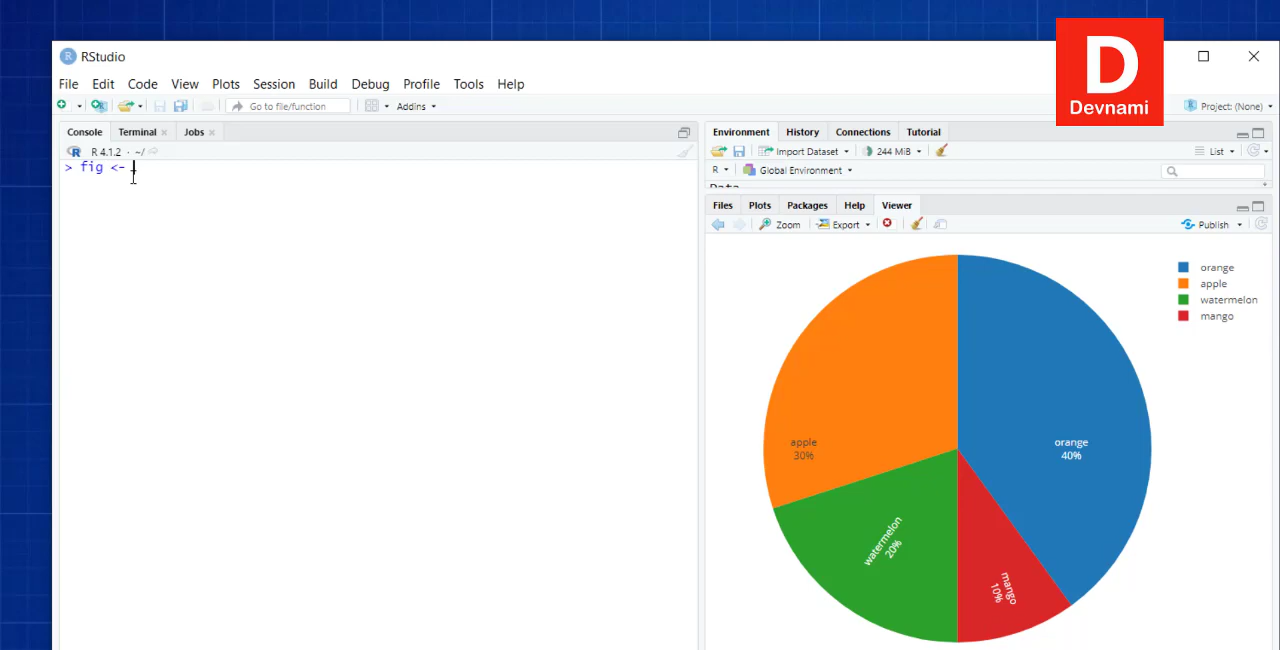 D
Devnami
R RStudio
File Edit Code View Plots Session Build Debug Profile Tools Help
Go to file/function Addins Project: (None)
Console Terminal Jobs
R R 4.1.2 · ~/
> fig <-
Environment History Connections Tutorial
Import Dataset 244 MiB List
R Global Environment
Data
Files Plots Packages Help Viewer
Zoom Export Publish
orange
apple
watermelon
mango
apple
30%
orange
40%
watermelon
20%
mango
10%